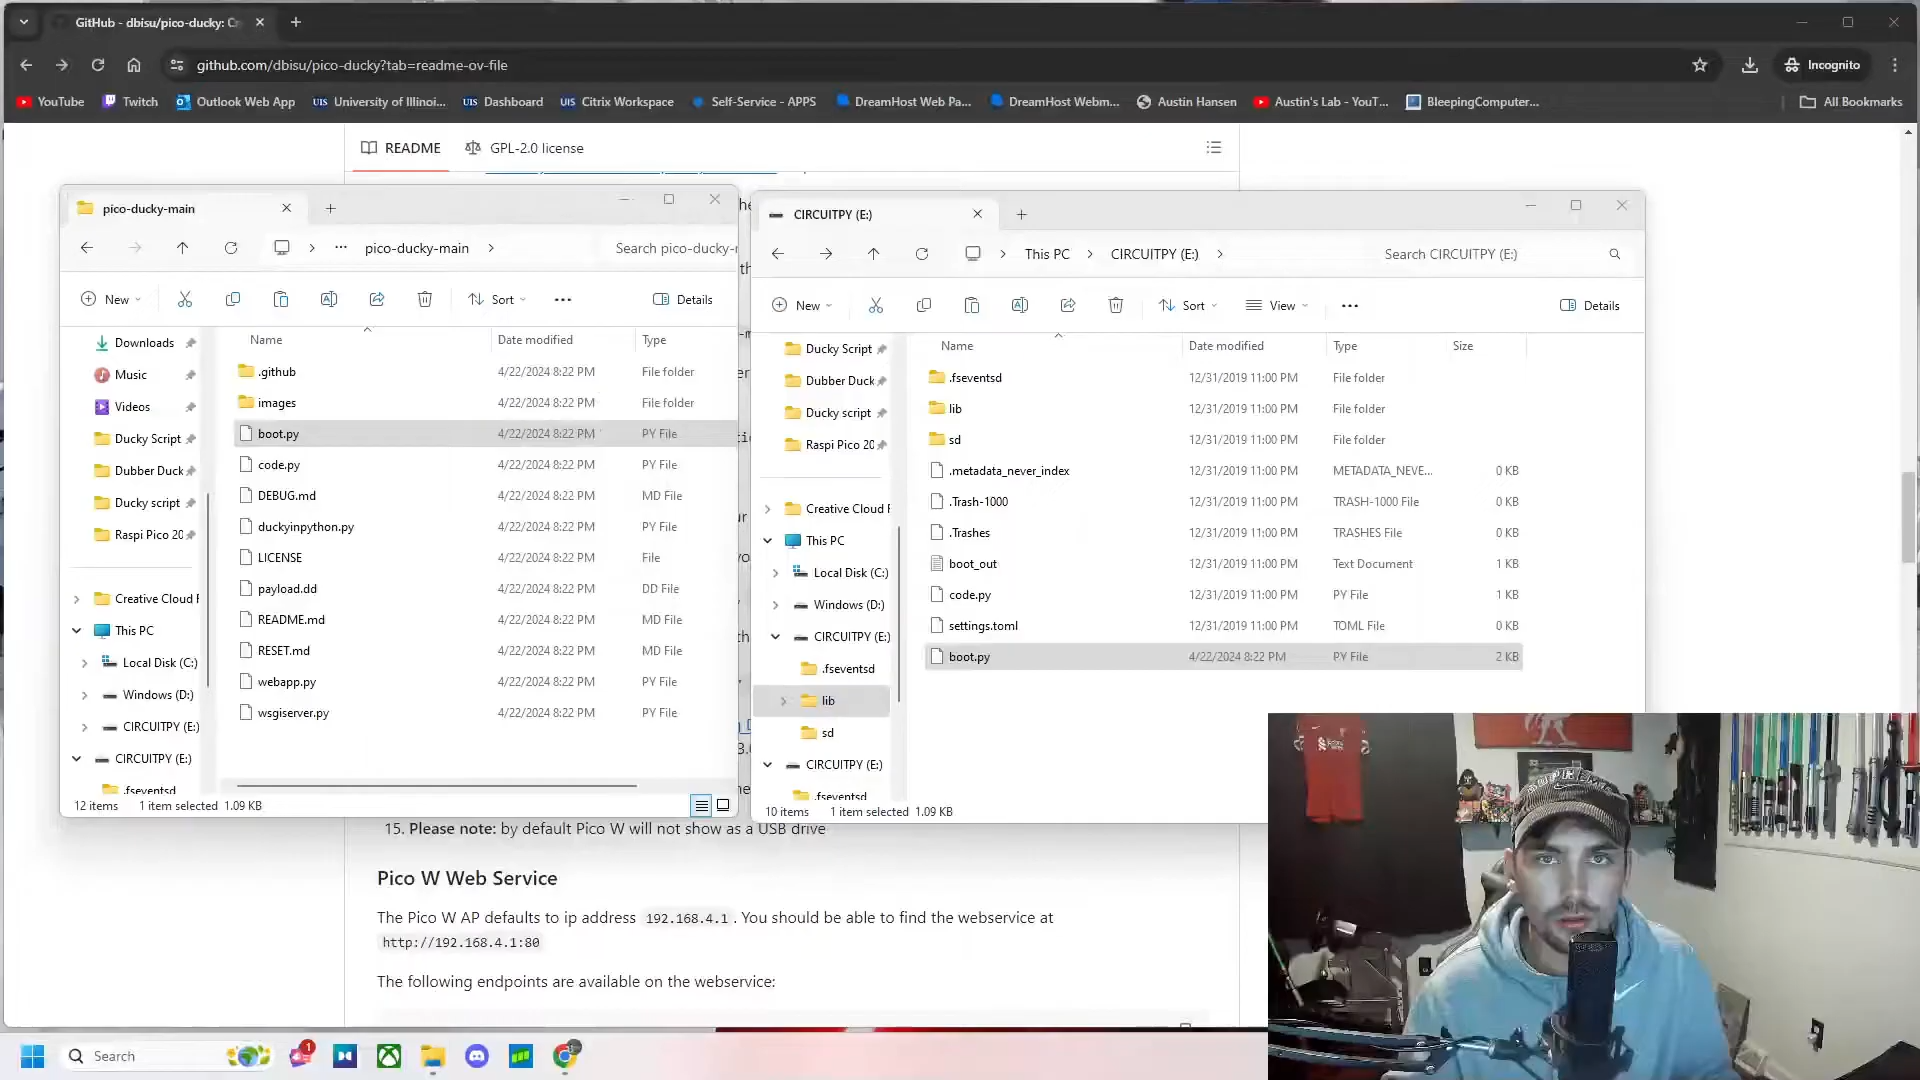 GitHub - dbisu/pico-ducky: C
github.com/dbisu/pico-ducky?tab=readme-ov-file
Incognito
YouTube
Twitch
Outlook Web App
UIS University of Illinoi...
UIS Dashboard
UIS Citrix Workspace
Self-Service - APPS
DreamHost Web Pa...
DreamHost Webm...
Austin Hansen
Austin's Lab - YouT...
BleepingComputer...
All Bookmarks
README
GPL-2.0 license
pico-ducky-main
pico-ducky-main
Search pico-ducky-
New
Sort
Details
Name
Date modified
Type
Downloads
Music
Videos
Ducky Script
Dubber Duck
Ducky script
Raspi Pico 20
Creative Cloud F
This PC
Local Disk (C:)
Windows (D:)
CIRCUITPY (E:)
CIRCUITPY (E:)
.fseventsd
.github 4/22/2024 8:22 PM File folder
images 4/22/2024 8:22 PM File folder
boot.py 4/22/2024 8:22 PM PY File
code.py 4/22/2024 8:22 PM PY File
DEBUG.md 4/22/2024 8:22 PM MD File
duckyinpython.py 4/22/2024 8:22 PM PY File
LICENSE 4/22/2024 8:22 PM File
payload.dd 4/22/2024 8:22 PM DD File
README.md 4/22/2024 8:22 PM MD File
RESET.md 4/22/2024 8:22 PM MD File
webapp.py 4/22/2024 8:22 PM PY File
wsgiserver.py 4/22/2024 8:22 PM PY File
12 items 1 item selected 1.09 KB
CIRCUITPY (E:)
This PC
CIRCUITPY (E:)
Search CIRCUITPY (E:)
New
Sort
View
Details
Name
Date modified
Type
Size
Ducky Script
Dubber Duck
Ducky script
Raspi Pico 20
Creative Cloud F
This PC
Local Disk (C:)
Windows (D:)
CIRCUITPY (E:)
.fseventsd
lib
sd
CIRCUITPY (E:)
.fseventsd
.fseventsd 12/31/2019 11:00 PM File folder
lib 12/31/2019 11:00 PM File folder
sd 12/31/2019 11:00 PM File folder
.metadata_never_index 12/31/2019 11:00 PM METADATA_NEVE... 0 KB
.Trash-1000 12/31/2019 11:00 PM TRASH-1000 File 0 KB
.Trashes 12/31/2019 11:00 PM TRASHES File 0 KB
boot_out 12/31/2019 11:00 PM Text Document 1 KB
code.py 12/31/2019 11:00 PM PY File 1 KB
settings.toml 12/31/2019 11:00 PM TOML File 0 KB
boot.py 4/22/2024 8:22 PM PY File 2 KB
10 items 1 item selected 1.09 KB
15. Please note: by default Pico W will not show as a USB drive
Pico W Web Service
The Pico W AP defaults to ip address 192.168.4.1. You should be able to find the webservice at
http://192.168.4.1:80
The following endpoints are available on the webservice:
Search
1